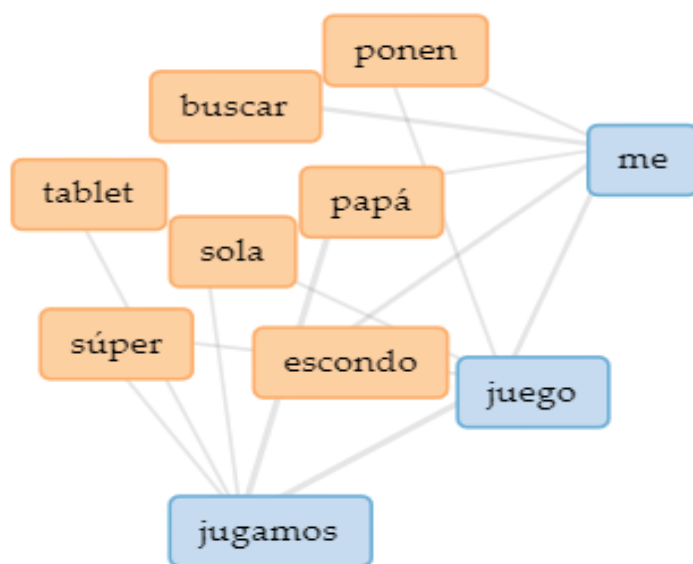 ponen
buscar
me
tablet
papá
sola
súper
escondo
juego
jugamos